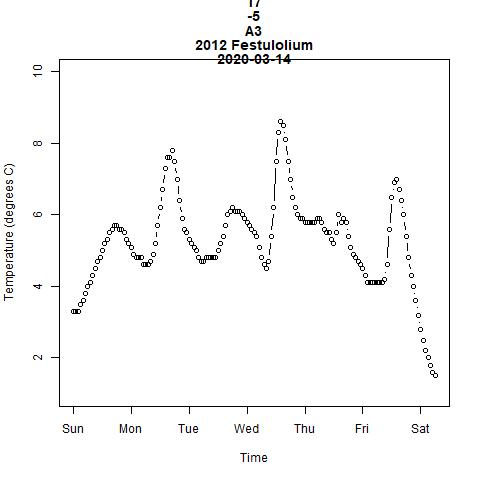 17
-5
A3
2012 Festulolium
2020-03-14
Temperature (degrees C)
10
8
6
4
2
Sun Mon Tue Wed Thu Fri Sat
Time